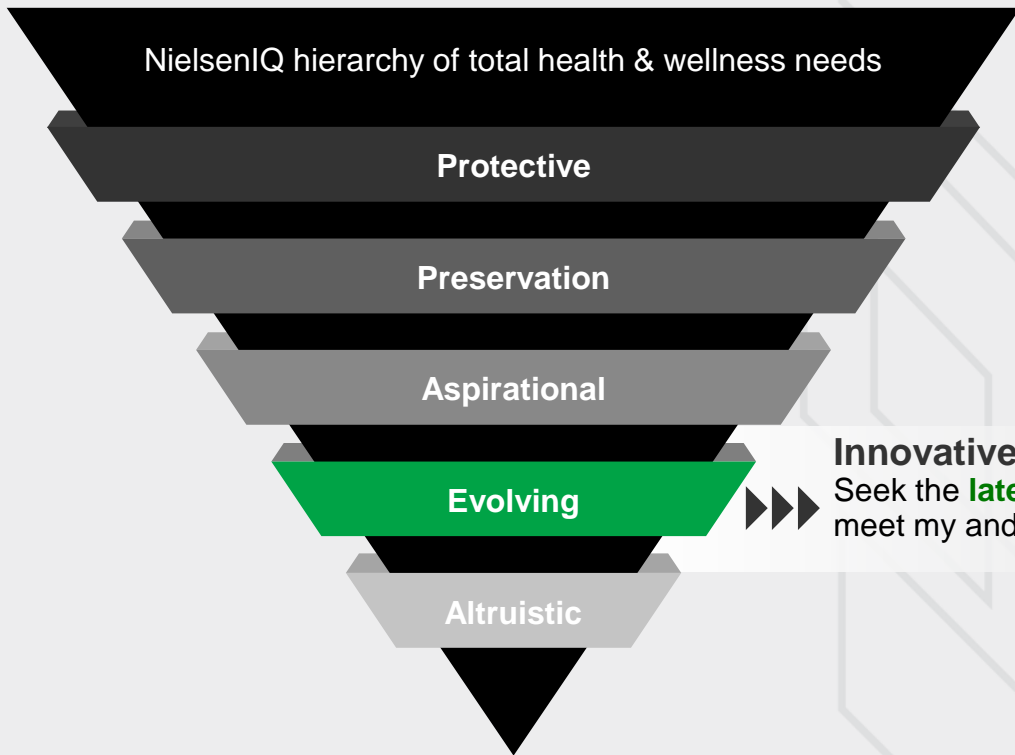 NielsenIQ hierarchy of total health & wellness needs
Protective
Preservation
Aspirational
Evolving
Innovative
Seek the
meet my and
Altruistic